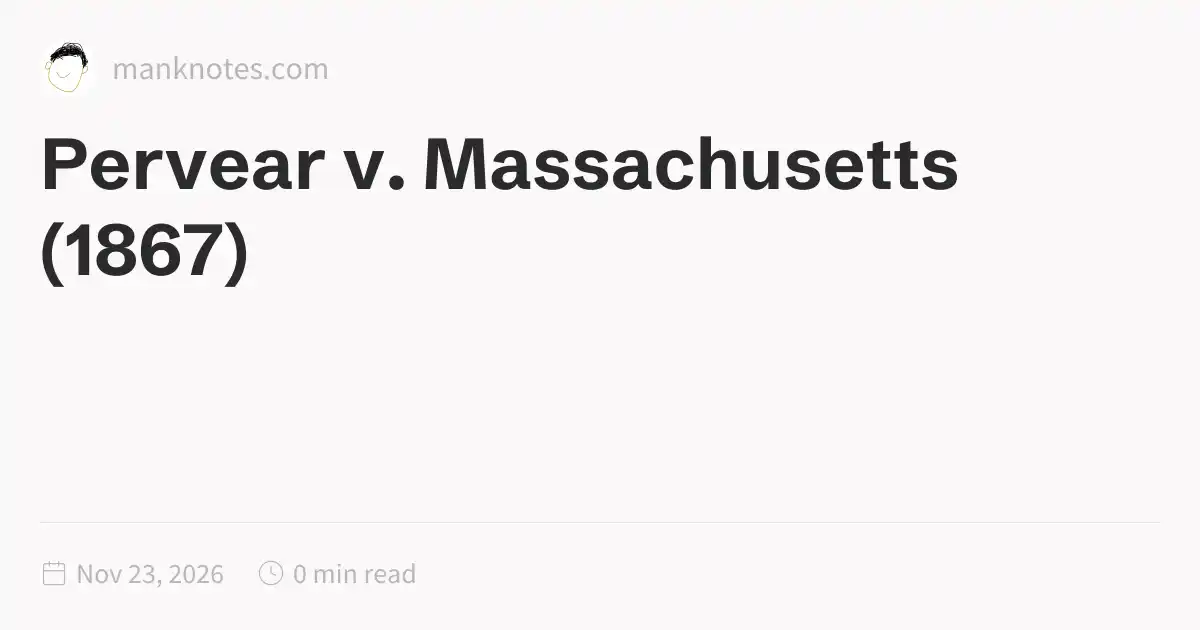 manknotes.com
Pervear v. Massachusetts
(1867)
Nov 23, 2026
0 min read